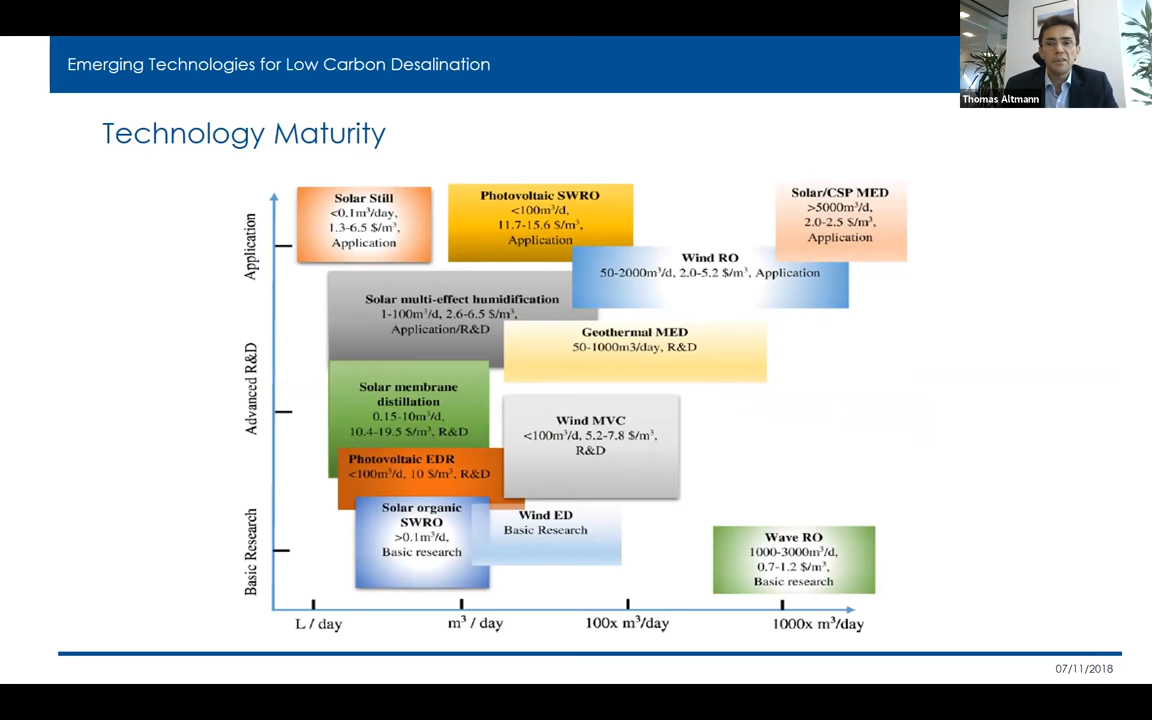 Emerging Technologies for Low Carbon Desalination
Thomas Altmann
Technology Maturity
Application
Advanced R&D
Basic Research
Solar Still
<0.1m³/day,
1.3-6.5 $/m³,
Application
Photovoltaic SWRO
<100m³/d,
11.7-15.6 $/m³,
Application
Solar/CSP MED
>5000m³/d,
2.0-2.5 $/m³,
Application
Wind RO
50-2000m³/d, 2.0-5.2 $/m³, Application
Solar multi-effect humidification
1-100m³/d, 2.6-6.5 $/m³,
Application/R&D
Geothermal MED
50-1000m3/day, R&D
Solar membrane
distillation
0.15-10m³/d,
10.4-19.5 $/m³, R&D
Wind MVC
<100m³/d, 5.2-7.8 $/m³,
R&D
Photovoltaic EDR
<100m³/d, 10 $/m³, R&D
Solar organic
SWRO
>0.1m³/d,
Basic research
Wind ED
Basic Research
Wave RO
1000-3000m³/d,
0.7-1.2 $/m³,
Basic research
L / day
m³ / day
100x m³/day
1000x m³/day
07/11/2018